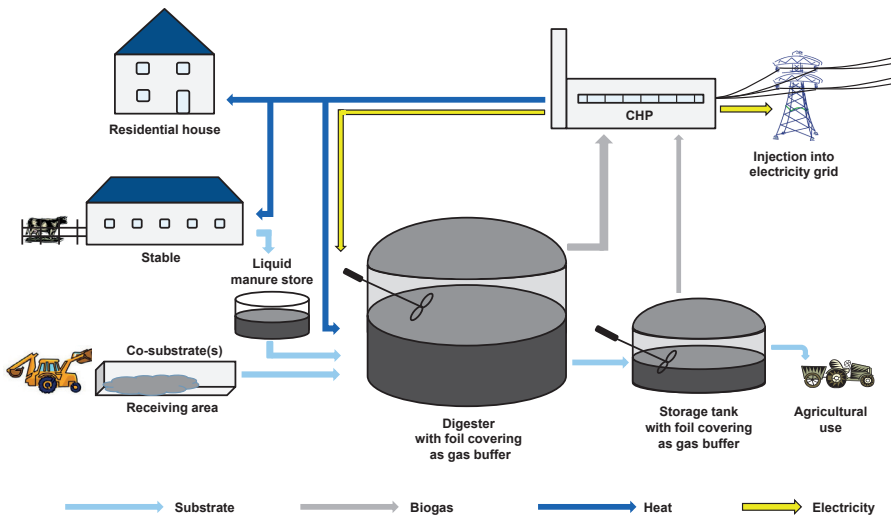 Residential house
CHP
Injection into
electricity grid
Stable
Liquid
manure store
Co-substrate(s)
Receiving area
Digester
with foil covering
as gas buffer
Storage tank
with foil covering
as gas buffer
Agricultural
use
Substrate
Biogas
Heat
Electricity